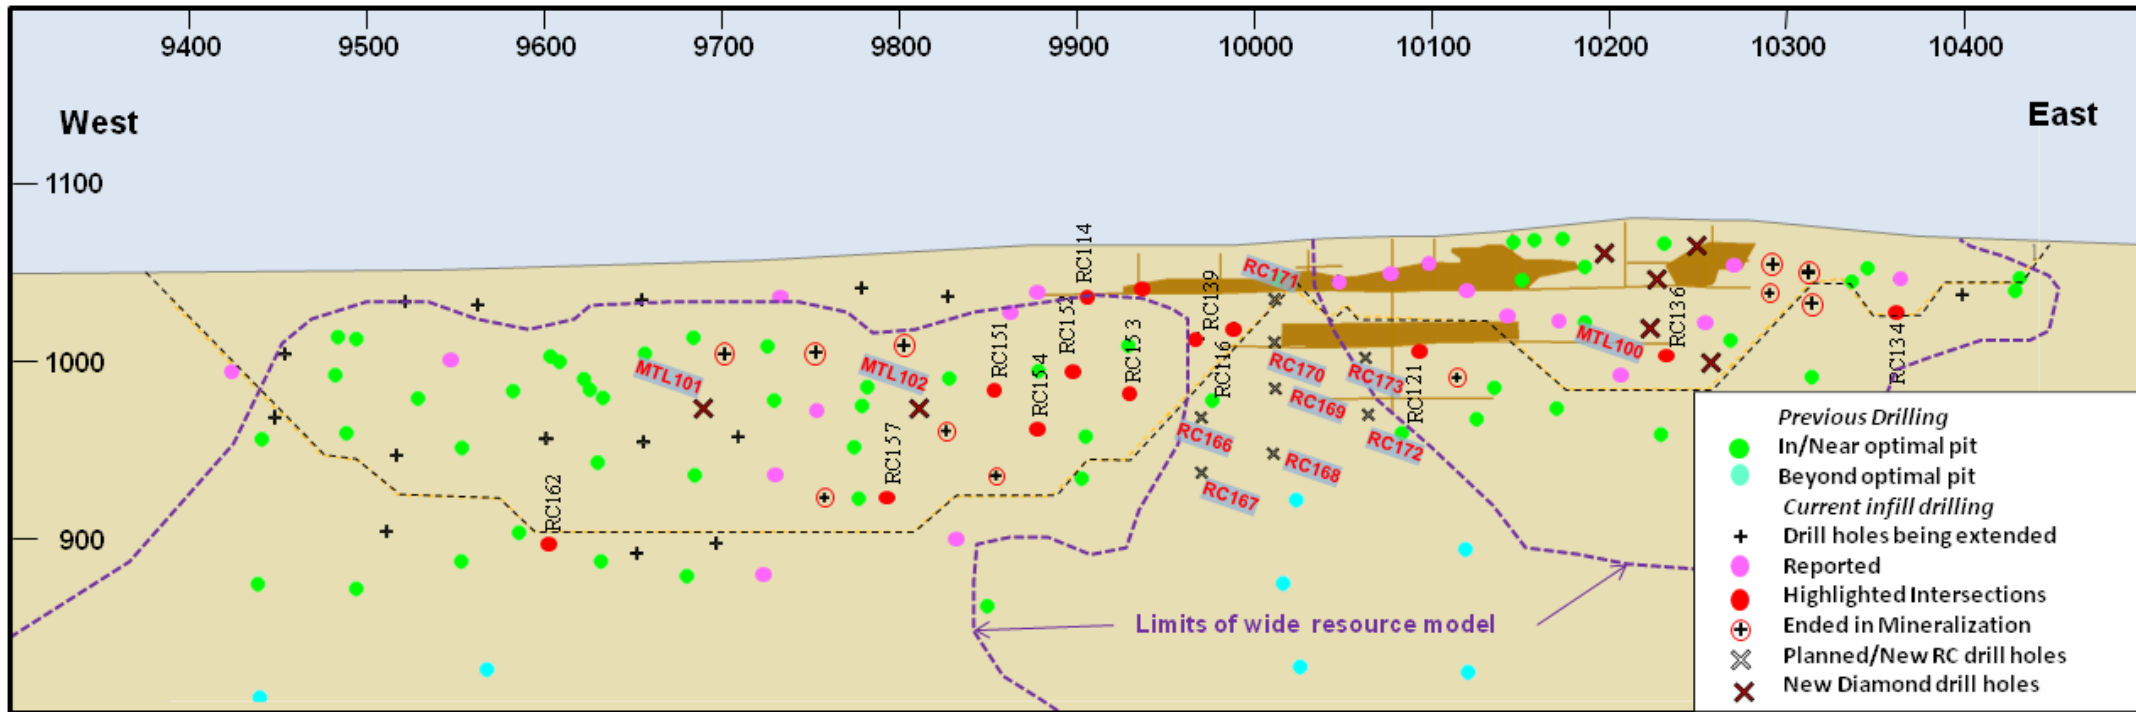 9400 9500 9600 9700 9800 9900 10000 10100 10200 10300 10400
West
East
1100
1000
900
RC114
RC139
RC171
RC152
RC151
RC153
RC154
RC116
RC170
RC173
RC169
RC121
MTL100
RC136
RC134
MTL101
MTL102
RC157
RC166
RC172
RC168
RC167
RC162
Limits of wide resource model
Previous Drilling
In/Near optimal pit
Beyond optimal pit
Current infill drilling
Drill holes being extended
Reported
Highlighted Intersections
Ended in Mineralization
Planned/New RC drill holes
New Diamond drill holes